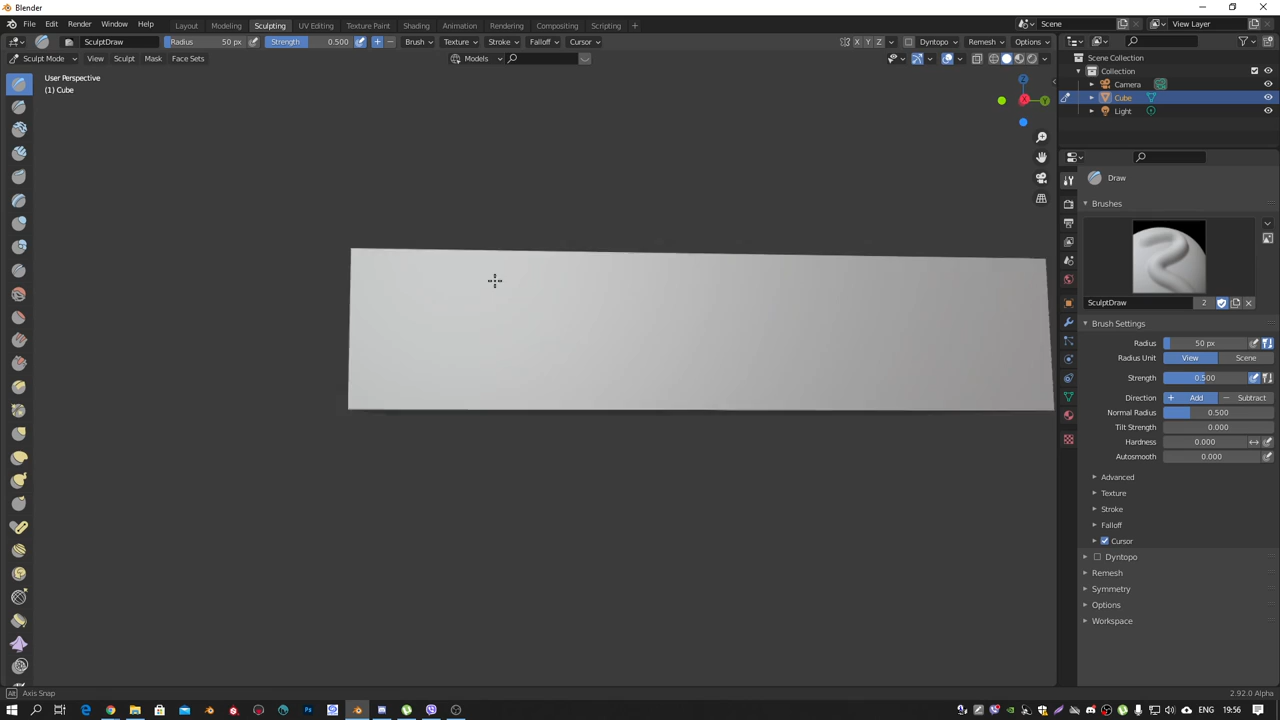 Blender
File Edit Render Window Help Layout Modeling Sculpting UV Editing Texture Paint Shading Animation Rendering Compositing Scripting + Scene View Layer
SculptDraw Radius 50 px Strength 0.500 + − Brush Texture Stroke Falloff Cursor X Y Z Dyntopo Remesh Options
Sculpt Mode View Sculpt Mask Face Sets Models
Scene Collection
Collection
Camera
Cube
Light
User Perspective
(1) Cube
Z
X
Y
Draw
Brushes
SculptDraw 2
Brush Settings
Radius 50 px
Radius Unit View Scene
Strength 0.500
Direction + Add − Subtract
Normal Radius 0.500
Tilt Strength 0.000
Hardness 0.000
Autosmooth 0.000
Advanced
Texture
Stroke
Falloff
Cursor
Dyntopo
Remesh
Symmetry
Options
Workspace
Alt Axis Snap 2.92.0 Alpha
Ps ENG 19:56